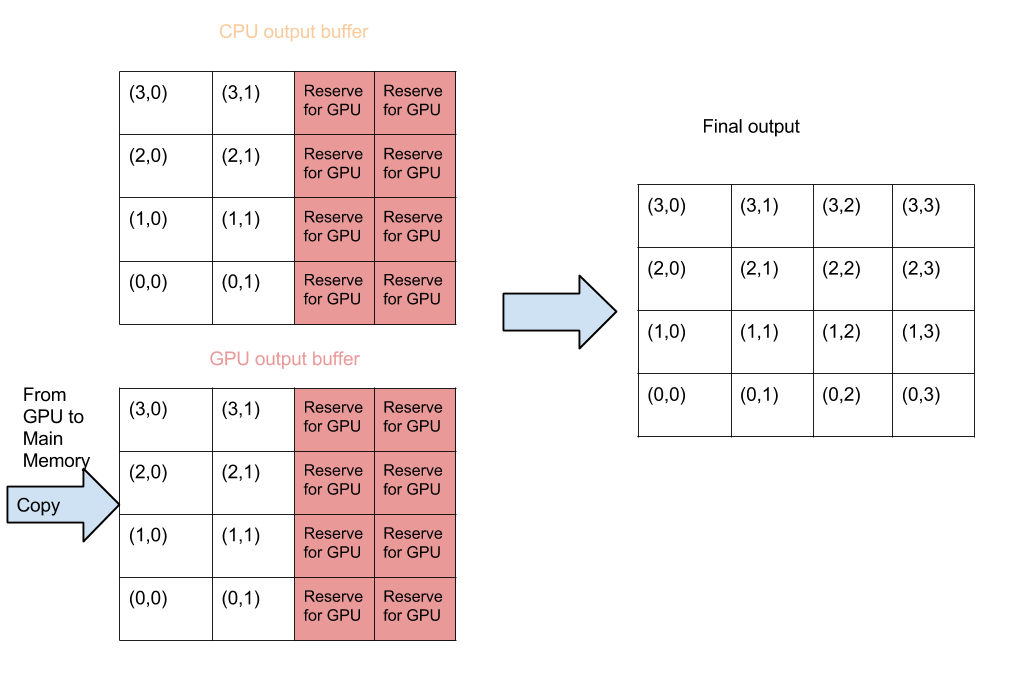 CPU output buffer
(3,0) (3,1) Reserve Reserve
for GPU for GPU
(2,0) (2,1) Reserve Reserve
for GPU for GPU
(1,0) (1,1) Reserve Reserve
for GPU for GPU
(0,0) (0,1) Reserve Reserve
for GPU for GPU
GPU output buffer
From
GPU to
Main
Memory
Copy
(3,0) (3,1) Reserve Reserve
for GPU for GPU
(2,0) (2,1) Reserve Reserve
for GPU for GPU
(1,0) (1,1) Reserve Reserve
for GPU for GPU
(0,0) (0,1) Reserve Reserve
for GPU for GPU
Final output
(3,0) (3,1) (3,2) (3,3)
(2,0) (2,1) (2,2) (2,3)
(1,0) (1,1) (1,2) (1,3)
(0,0) (0,1) (0,2) (0,3)